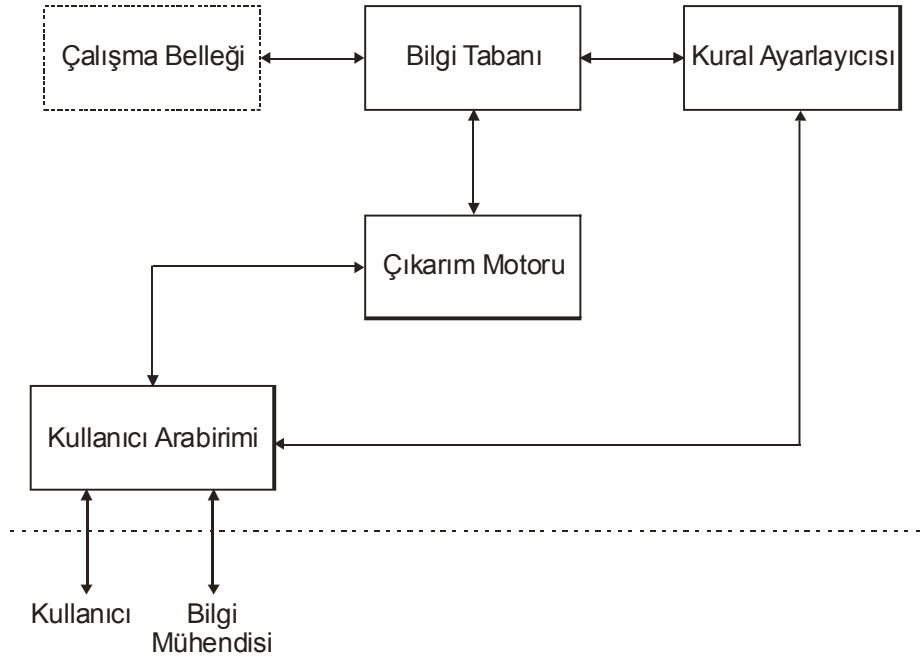 Çalışma Belleği
Bilgi Tabanı
Kural Ayarlayıcısı
Çıkarım Motoru
Kullanıcı Arabirimi
Kullanıcı
Bilgi
Mühendisi